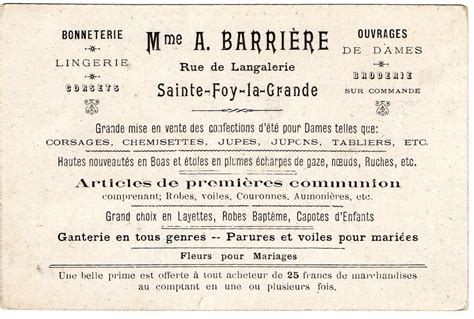 BONNETERIE
LINGERIE
CORSETS
Mme A. BARRIÈRE
Rue de Langalerie
Sainte-Foy-la-Grande
OUVRAGES
DE DAMES
BRODERIE
SUR COMMANDE
Grande mise en vente des confections d'été pour Dames telles que:
CORSAGES, CHEMISETTES, JUPES, JUPONS, TABLIERS, ETC.
Hautes nouveautés en Boas et étoles en plumes écharpes de gaze, nœuds, Ruches, etc.
Articles de premières communion
comprenant; Robes, voiles, Couronnes, Aumonières, etc.
Grand choix en Layettes, Robes Baptême, Capotes d'Enfants
Ganterie en tous genres -- Parures et voiles pour mariées
Fleurs pour Mariages
Une belle prime est offerte à tout acheteur de 25 francs de marchandises
au comptant en une ou plusieurs fois.